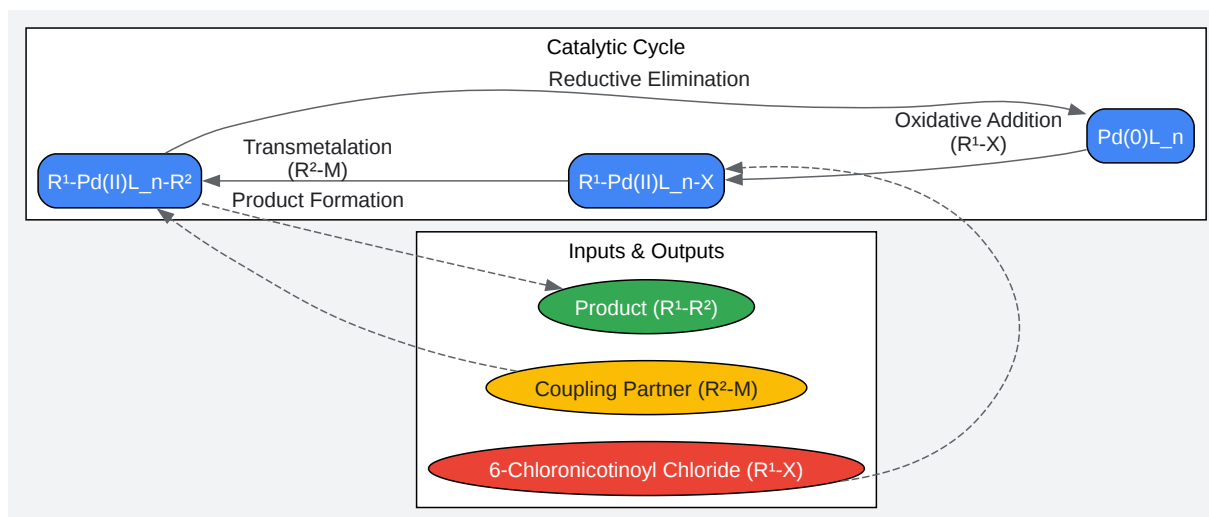 Catalytic Cycle
Reductive Elimination
Oxidative Addition
(R¹-X)
Pd(0)L_n
Transmetalation
(R²-M)
R¹-Pd(II)L_n-R²
R¹-Pd(II)L_n-X
Product Formation
Inputs & Outputs
Product (R¹-R²)
Coupling Partner (R²-M)
6-Chloronicotinoyl Chloride (R¹-X)